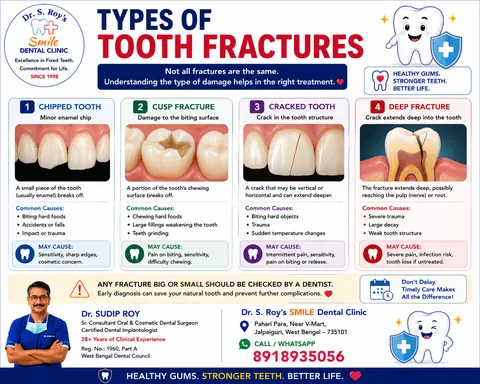 Dr. S. Roy's
Smile
DENTAL CLINIC
Excellence in Fixed Teeth.
Commitment for Life.
SINCE 1998
TYPES OF
TOOTH FRACTURES
Not all fractures are the same.
Understanding the type of damage helps in the right treatment.
HEALTHY GUMS.
STRONGER TEETH.
BETTER LIFE.
1 CHIPPED TOOTH
Minor enamel chip
A small piece of the tooth
(usually enamel) breaks off.
Common Causes:
• Biting hard foods
• Accidents or falls
• Impact or trauma
MAY CAUSE:
Sensitivity, sharp edges,
cosmetic concern.
2 CUSP FRACTURE
Damage to the biting surface
A portion of the tooth's chewing
surface breaks off.
Common Causes:
• Chewing hard foods
• Large fillings weakening the tooth
• Teeth grinding
MAY CAUSE:
Pain on biting, sensitivity,
difficulty chewing.
3 CRACKED TOOTH
Crack in the tooth structure
A crack that may be vertical or
horizontal and can extend deeper.
Common Causes:
• Biting hard objects
• Trauma
• Sudden temperature changes
MAY CAUSE:
Intermittent pain, sensitivity,
pain on biting or release.
4 DEEP FRACTURE
Crack extends deep into the tooth
The fracture extends deep, possibly
reaching the pulp (nerve) or root.
Common Causes:
• Severe trauma
• Large decay
• Weak tooth structure
MAY CAUSE:
Severe pain, infection risk,
tooth loss if untreated.
ANY FRACTURE BIG OR SMALL SHOULD BE CHECKED BY A DENTIST.
Early diagnosis can save your natural tooth and prevent further complications.
Don't Delay.
Timely Care Makes
All the Difference!
Dr. SUDIP ROY
Sr. Consultant Oral & Cosmetic Dental Surgeon
Certified Dental Implantologist
28+ Years of Clinical Experience
Reg. No.: 1960, Part A
West Bengal Dental Council
Dr. S. Roy's SMILE Dental Clinic
Pahari Para, Near V-Mart,
Jalpaiguri, West Bengal – 735101
CALL / WHATSAPP
8918935056
HEALTHY GUMS. STRONGER TEETH. BETTER LIFE.